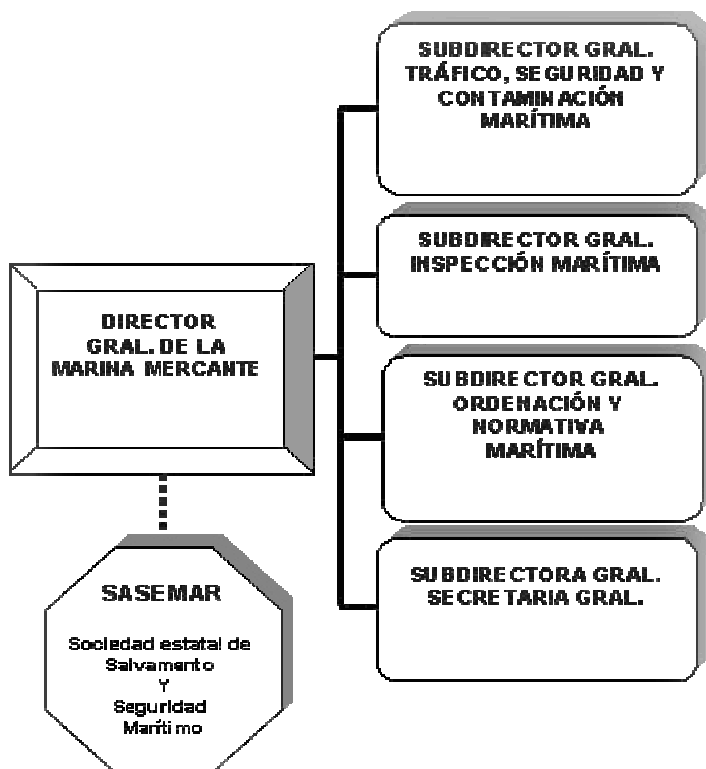 SUBDIRECTOR GRAL.
TRÁFICO, SEGURIDAD Y
CONTAMINACIÓN
MARÍTIMA
SUBDIRECTOR GRAL.
INSPECCIÓN MARÍTIMA
DIRECTOR
GRAL. DE LA
MARINA MERCANTE
SUBDIRECTOR GRAL.
ORDENACIÓN Y
NORMATIVA
MARÍTIMA
SUBDIRECTORA GRAL.
SECRETARIA GRAL.
SASEMAR
Sociedad estatal de
Salvamento
Y
Seguridad
Marítimo